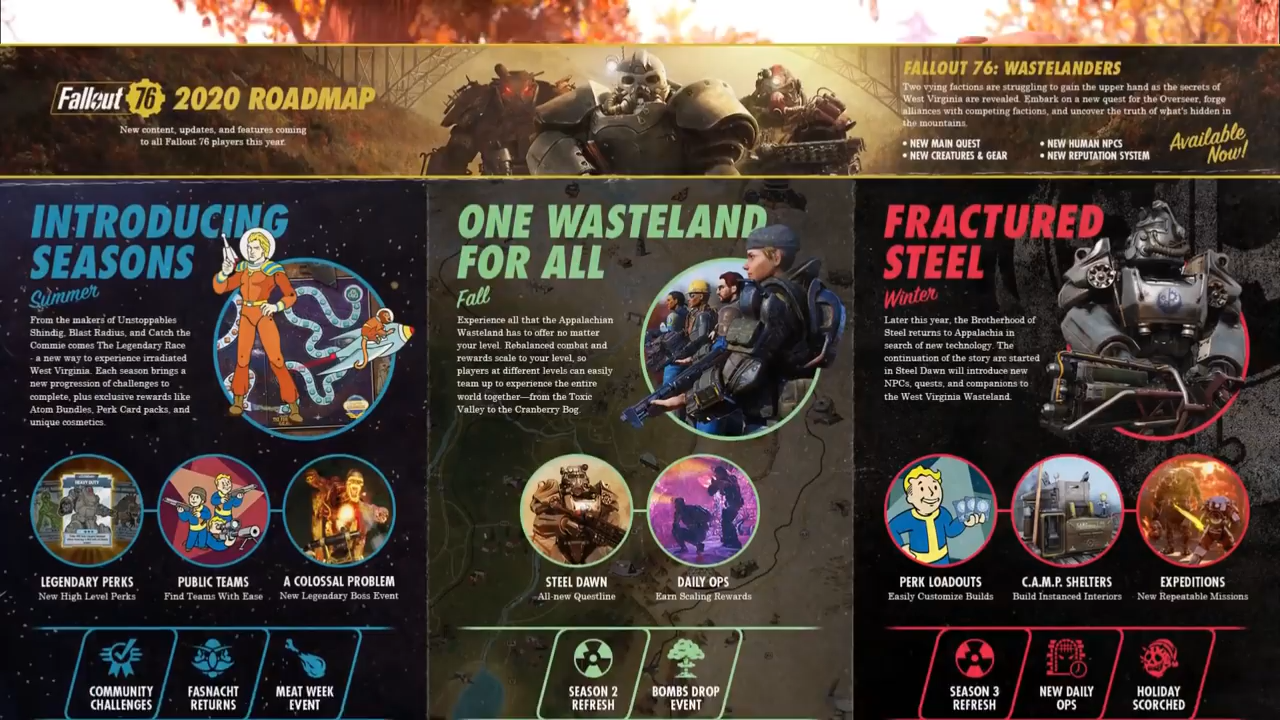 Fallout 76 2020 ROADMAP
New content, updates, and features coming
to all Fallout 76 players this year.
FALLOUT 76: WASTELANDERS
Two vying factions are struggling to gain the upper hand as the secrets of
West Virginia are revealed. Embark on a new quest for the Overseer, forge
alliances with competing factions, and uncover the truth of what's hidden in
the mountains.
• NEW MAIN QUEST
• NEW CREATURES & GEAR
• NEW HUMAN NPCS
• NEW REPUTATION SYSTEM
Available
Now!
INTRODUCING
SEASONS
Summer
From the makers of Unstoppables
Shindig, Blast Radius, and Catch the
Commie comes The Legendary Race
- a new way to experience irradiated
West Virginia. Each season brings a
new progression of challenges to
complete, plus exclusive rewards like
Atom Bundles, Perk Card packs, and
unique cosmetics.
HEAVY DUTY
LEGENDARY PERKS
New High Level Perks
PUBLIC TEAMS
Find Teams With Ease
A COLOSSAL PROBLEM
New Legendary Boss Event
COMMUNITY
CHALLENGES
FASNACHT
RETURNS
MEAT WEEK
EVENT
ONE WASTELAND
FOR ALL
Fall
Experience all that the Appalachian
Wasteland has to offer no matter
your level. Rebalanced combat and
rewards scale to your level, so
players at different levels can easily
team up to experience the entire
world together—from the Toxic
Valley to the Cranberry Bog.
STEEL DAWN
All-new Questline
DAILY OPS
Earn Scaling Rewards
SEASON 2
REFRESH
BOMBS DROP
EVENT
FRACTURED
STEEL
Winter
Later this year, the Brotherhood of
Steel returns to Appalachia in
search of new technology. The
continuation of the story arc started
in Steel Dawn will introduce new
NPCs, quests, and companions to
the West Virginia Wasteland.
PERK LOADOUTS
Easily Customize Builds
C.A.M.P. SHELTERS
Build Instanced Interiors
EXPEDITIONS
New Repeatable Missions
SEASON 3
REFRESH
NEW DAILY
OPS
HOLIDAY
SCORCHED